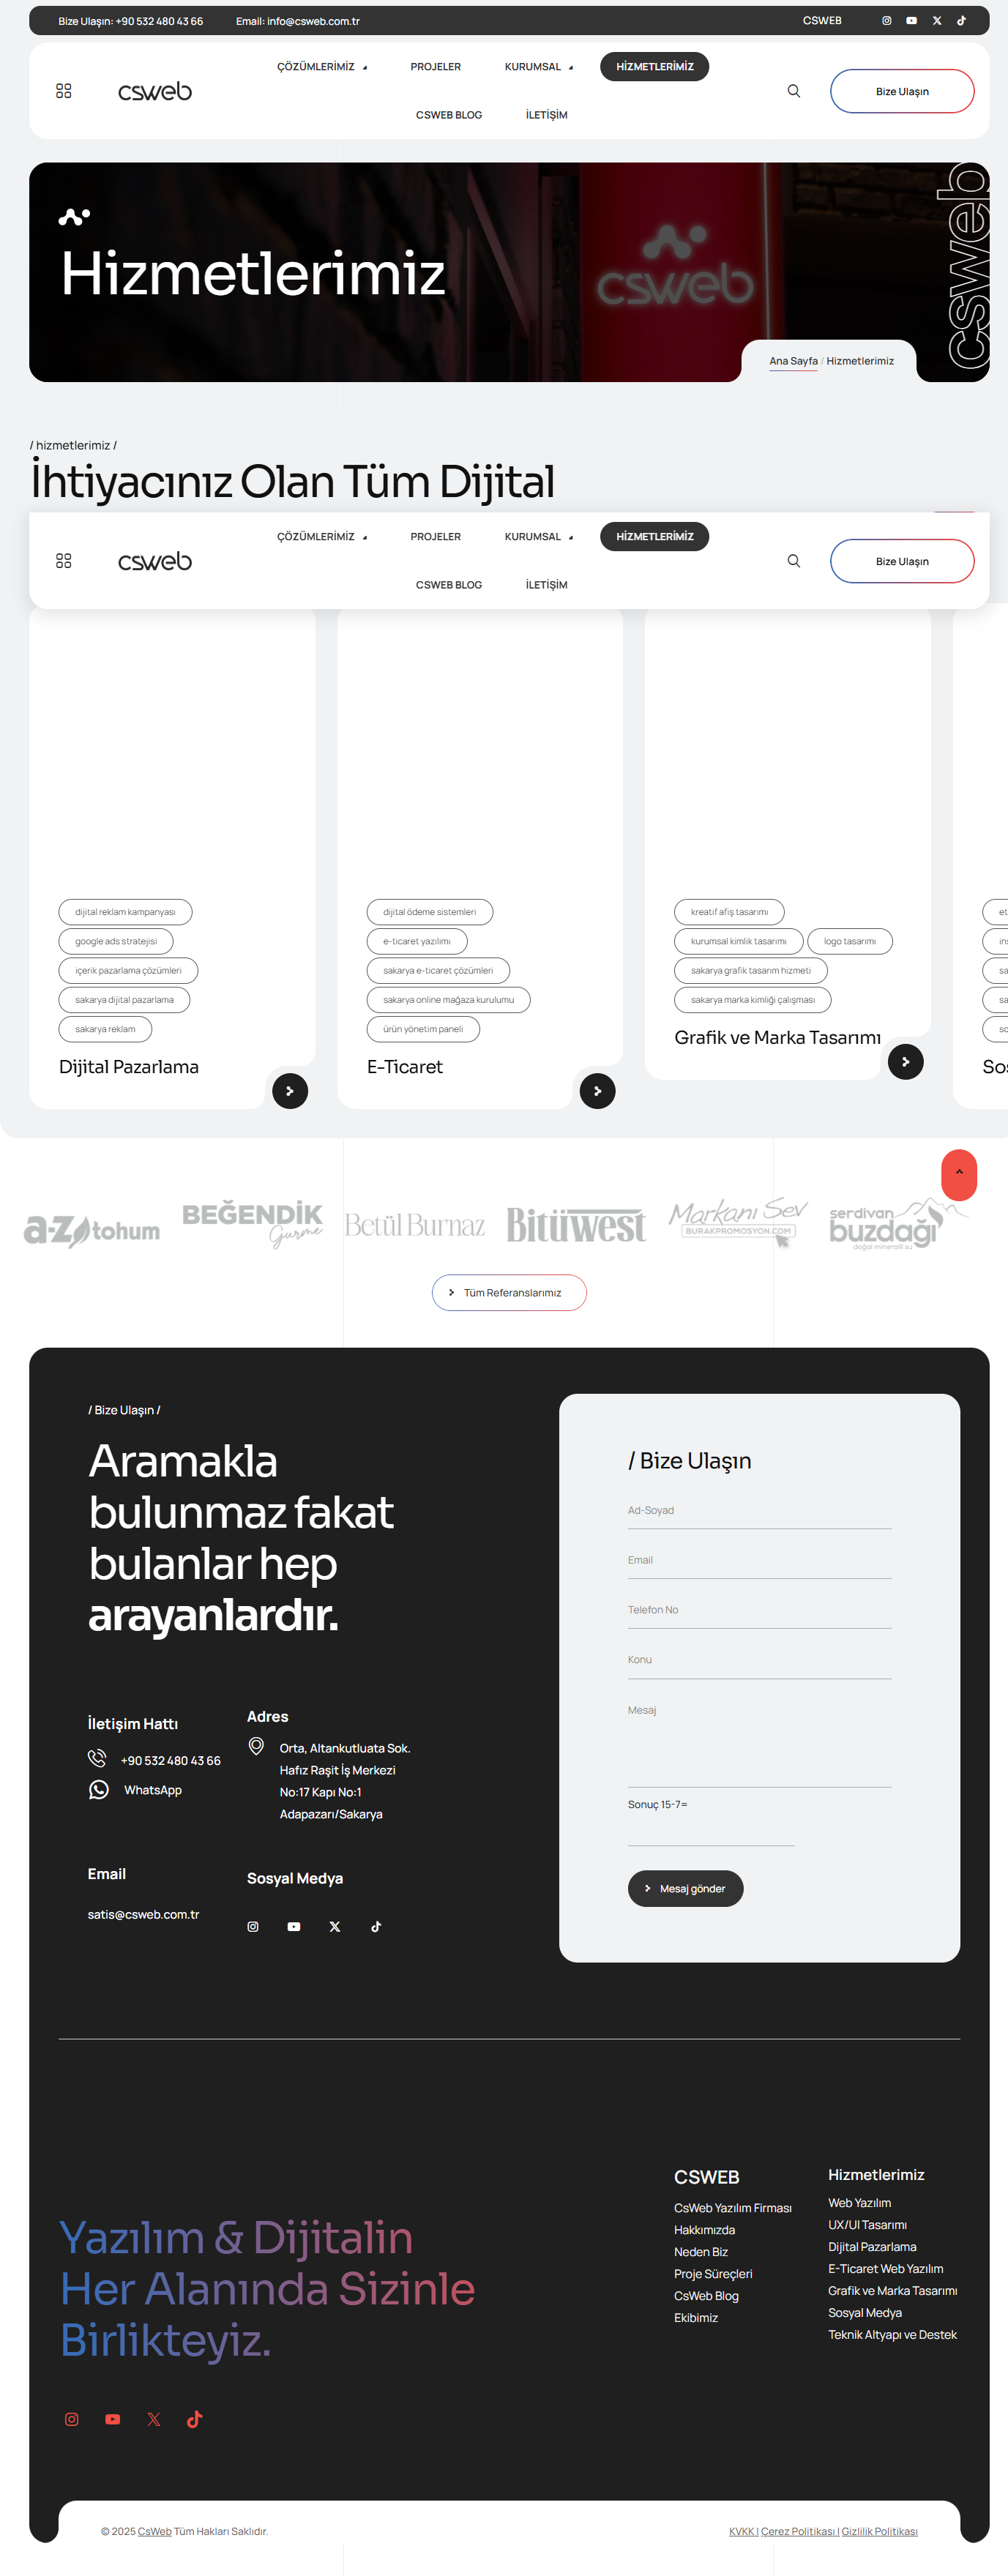 Bize Ulaşın: +90 532 480 43 66
Email: info@csweb.com.tr
CSWEB
csweb
ÇÖZÜMLERİMİZ
PROJELER
KURUMSAL
HİZMETLERİMİZ
CSWEB BLOG
İLETİŞİM
Bize Ulaşın
Hizmetlerimiz
csweb
csweb
Ana Sayfa / Hizmetlerimiz
/ hizmetlerimiz /
İhtiyacınız Olan Tüm Dijital
csweb
ÇÖZÜMLERİMİZ
PROJELER
KURUMSAL
HİZMETLERİMİZ
CSWEB BLOG
İLETİŞİM
Bize Ulaşın
dijital reklam kampanyası
google ads stratejisi
içerik pazarlama çözümleri
sakarya dijital pazarlama
sakarya reklam
Dijital Pazarlama
dijital ödeme sistemleri
e-ticaret yazılımı
sakarya e-ticaret çözümleri
sakarya online mağaza kurulumu
ürün yönetim paneli
E-Ticaret
kreatif afiş tasarımı
kurumsal kimlik tasarımı
logo tasarımı
sakarya grafik tasarım hizmeti
sakarya marka kimliği çalışması
Grafik ve Marka Tasarımı
a-z tohum
BEĞENDİK
Gurme
Betül Burnaz
Bitüwest
Markanı Sev
BURAKPROMOSYON.COM
serdivan
buzdağı
doğal mineralli su
Tüm Referanslarımız
/ Bize Ulaşın /
Aramakla
bulunmaz fakat
bulanlar hep
arayanlardır.
İletişim Hattı
+90 532 480 43 66
WhatsApp
Adres
Orta, Altankutluata Sok.
Hafız Raşit İş Merkezi
No:17 Kapı No:1
Adapazarı/Sakarya
Email
satis@csweb.com.tr
Sosyal Medya
/ Bize Ulaşın
Ad-Soyad
Email
Telefon No
Konu
Mesaj
Sonuç 15-7=
Mesaj gönder
Yazılım & Dijitalin
Her Alanında Sizinle
Birlikteyiz.
CSWEB
CsWeb Yazılım Firması
Hakkımızda
Neden Biz
Proje Süreçleri
CsWeb Blog
Ekibimiz
Hizmetlerimiz
Web Yazılım
UX/UI Tasarımı
Dijital Pazarlama
E-Ticaret Web Yazılım
Grafik ve Marka Tasarımı
Sosyal Medya
Teknik Altyapı ve Destek
© 2025 CsWeb Tüm Hakları Saklıdır.
KVKK | Çerez Politikası | Gizlilik Politikası